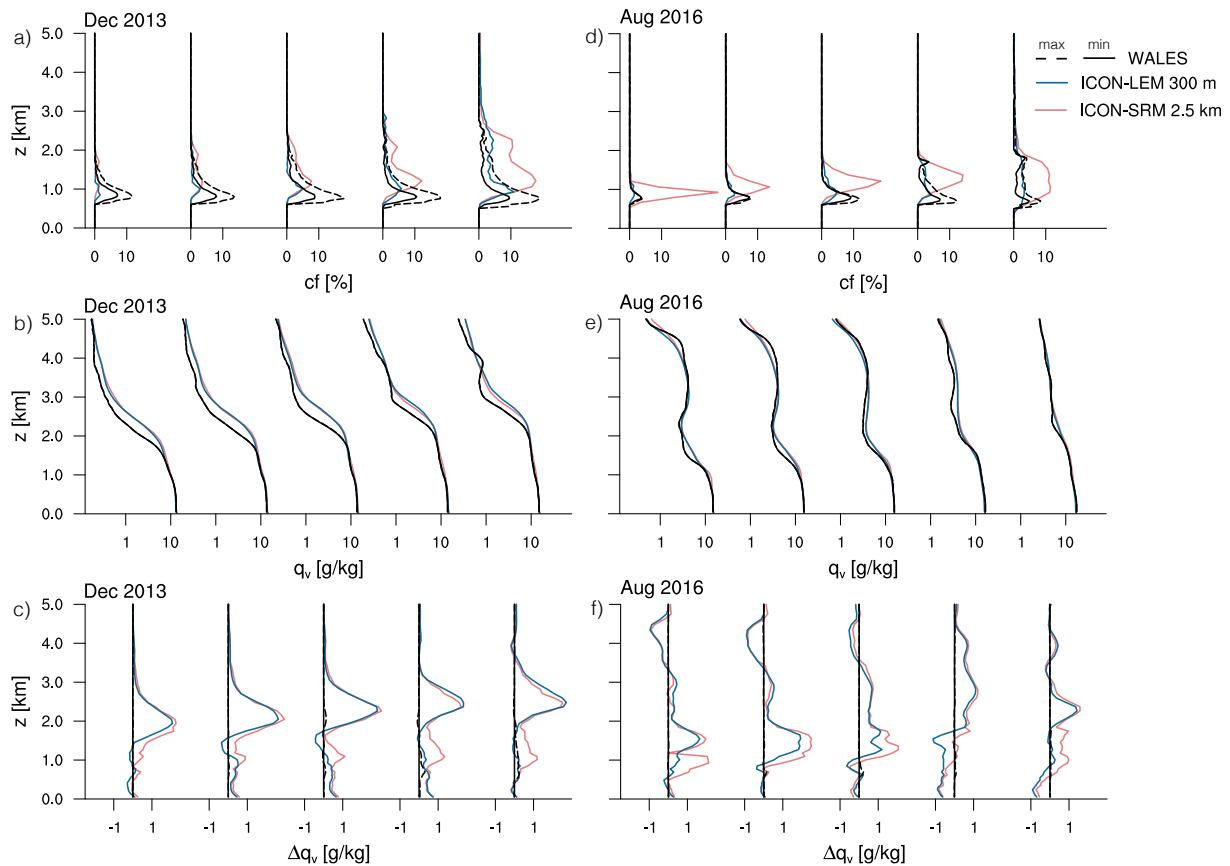 Dec 2013
a)
5.0
4.0
3.0
2.0
1.0
0.0
z [km]
0 10 0 10 0 10 0 10 0 10
cf [%]
Aug 2016
d)
max min
WALES
ICON-LEM 300 m
ICON-SRM 2.5 km
0 10 0 10 0 10 0 10 0 10
cf [%]
Dec 2013
b)
5.0
4.0
3.0
2.0
1.0
0.0
z [km]
1 10 1 10 1 10 1 10 1 10
qv [g/kg]
Aug 2016
e)
1 10 1 10 1 10 1 10 1 10
qv [g/kg]
Dec 2013
c)
5.0
4.0
3.0
2.0
1.0
0.0
z [km]
-1 1 -1 1 -1 1 -1 1 -1 1
Δqv [g/kg]
Aug 2016
f)
-1 1 -1 1 -1 1 -1 1 -1 1
Δqv [g/kg]